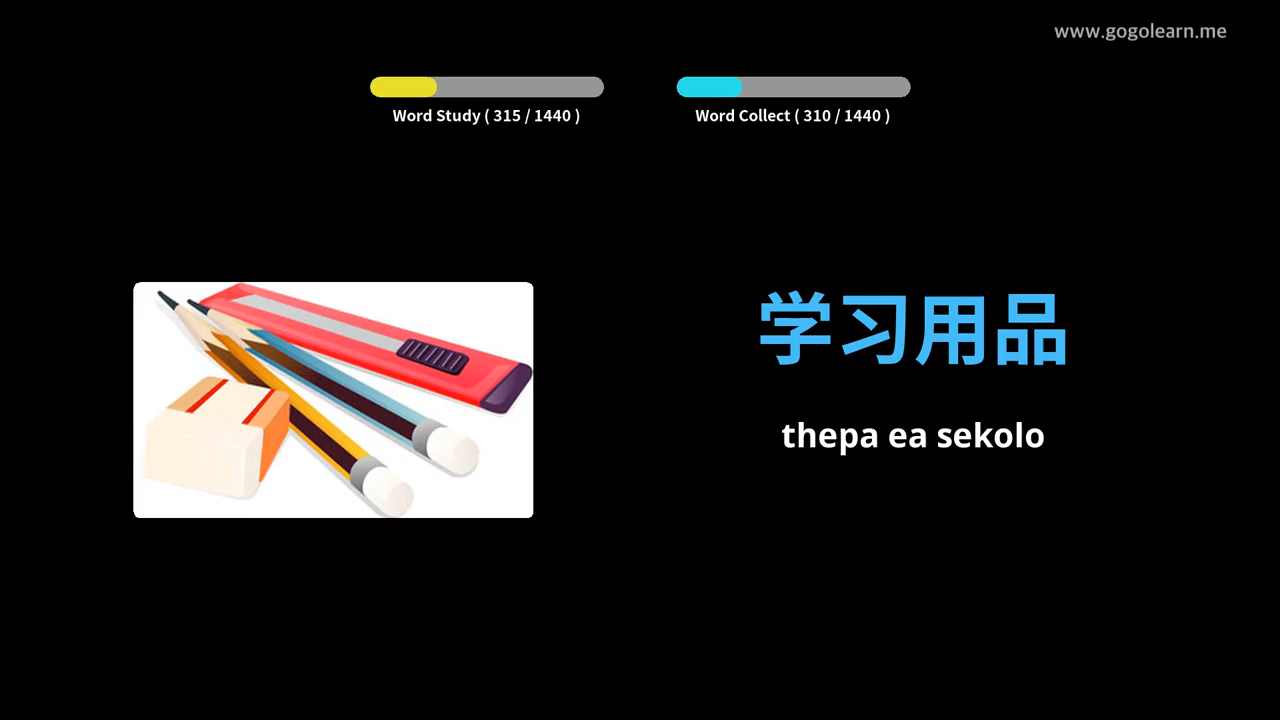 www.gogolearn.me
Word Study ( 315 / 1440 )
Word Collect ( 310 / 1440 )
学习用品
thepa ea sekolo